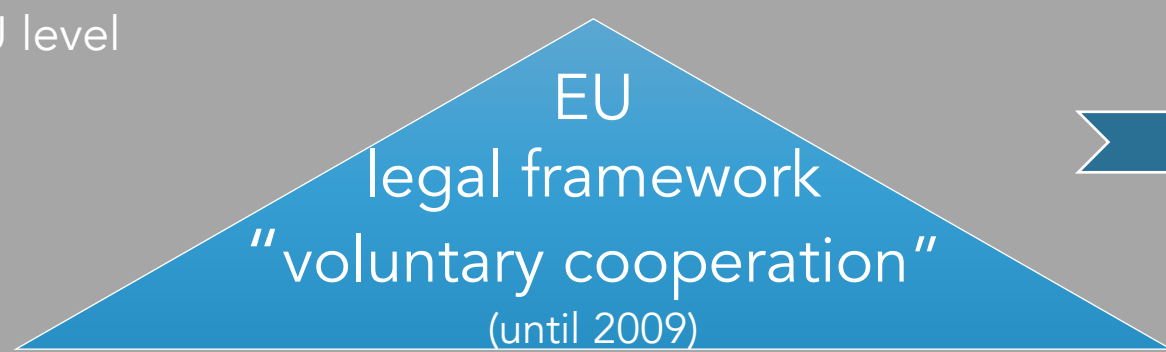 level
EU
legal framework
“voluntary cooperation”
(until 2009)